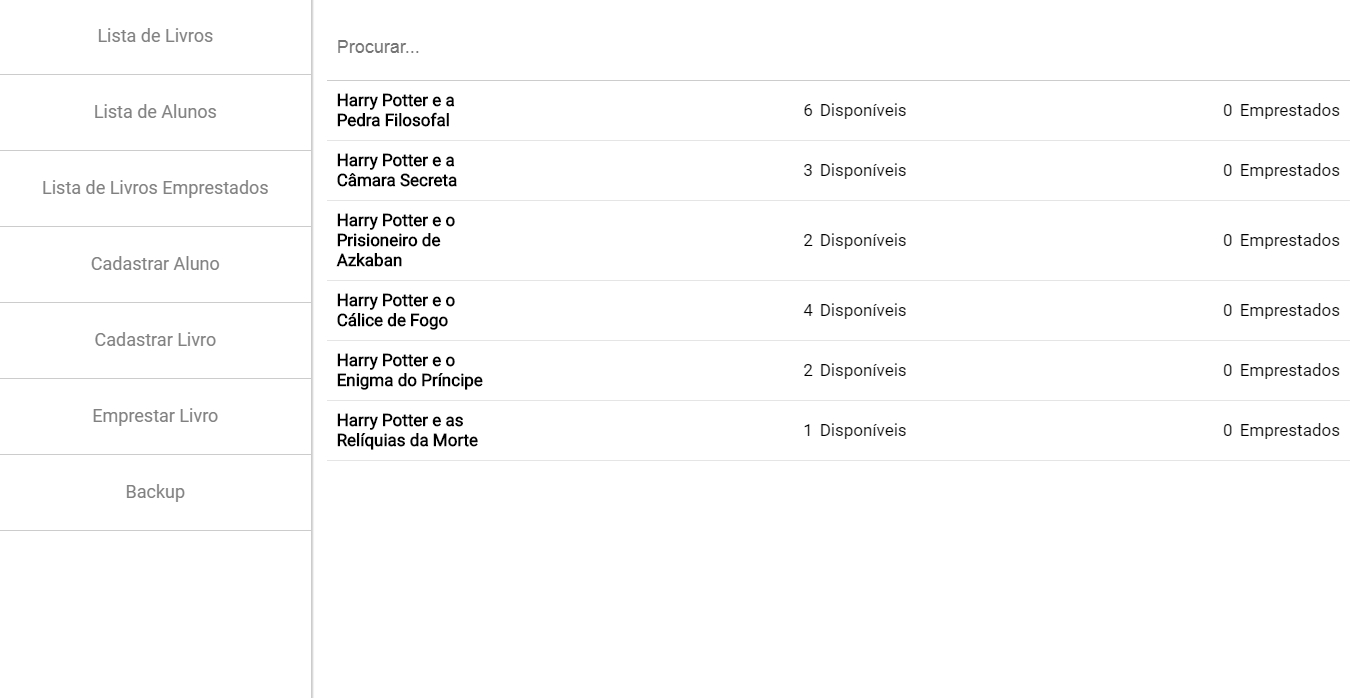 Lista de Livros
Lista de Alunos
Lista de Livros Emprestados
Cadastrar Aluno
Cadastrar Livro
Emprestar Livro
Backup
Procurar...
Harry Potter e a
Pedra Filosofal
6 Disponíveis
0 Emprestados
Harry Potter e a
Câmara Secreta
3 Disponíveis
0 Emprestados
Harry Potter e o
Prisioneiro de
Azkaban
2 Disponíveis
0 Emprestados
Harry Potter e o
Cálice de Fogo
4 Disponíveis
0 Emprestados
Harry Potter e o
Enigma do Príncipe
2 Disponíveis
0 Emprestados
Harry Potter e as
Relíquias da Morte
1 Disponíveis
0 Emprestados